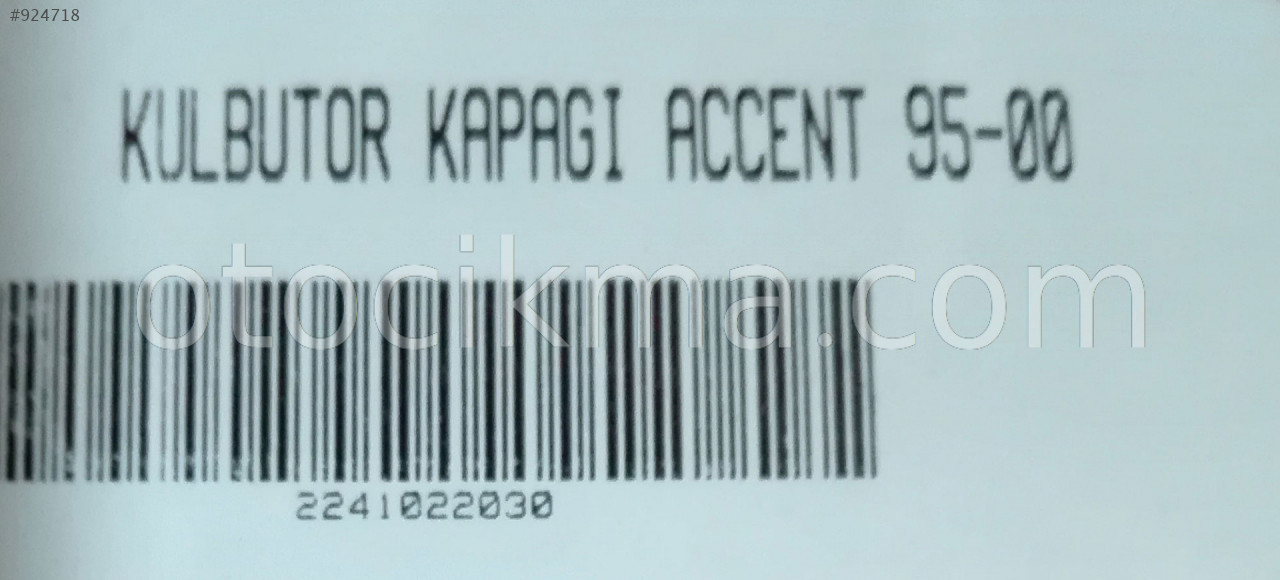 #924718
KULBUTOR KAPAGI ACCENT 95-00
otocikma.com
2241022030